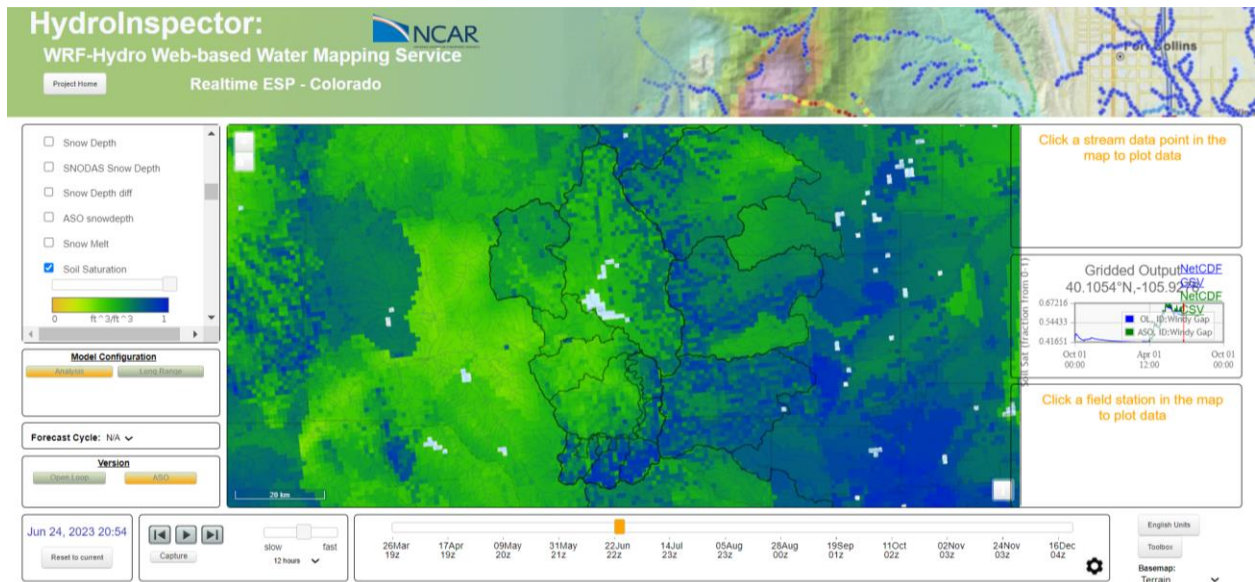 HydroInspector:
NCAR
WRF-Hydro Web-based Water Mapping Service
Project Home
Realtime ESP - Colorado
Snow Depth
SNODAS Snow Depth
Snow Depth diff
ASO snowdepth
Snow Melt
Soil Saturation
0 ft^3/ft^3 1
Model Configuration
Analysis
Long Range
Forecast Cycle: N/A
Version
Open Loop
ASO
20 km
Click a stream data point in the
map to plot data
Gridded Output
40.1054°N,-105.92
NetCDF
CSV
NetCDF
CSV
Soil Sat (fraction from 0-1)
0.67216
0.54433
0.41651
OL, ID:Windy Gap
ASO, ID:Windy Gap
Oct 01
00:00
Apr 01
12:00
Oct 01
00:00
Click a field station in the map
to plot data
Jun 24, 2023 20:54
Reset to current
Capture
slow fast
12 hours
26Mar
19z
17Apr
19z
09May
20z
31May
21z
22Jun
22z
14Jul
23z
05Aug
23z
28Aug
00z
19Sep
01z
11Oct
02z
02Nov
03z
24Nov
03z
16Dec
04z
English Units
Toolbox
Basemap:
Terrain